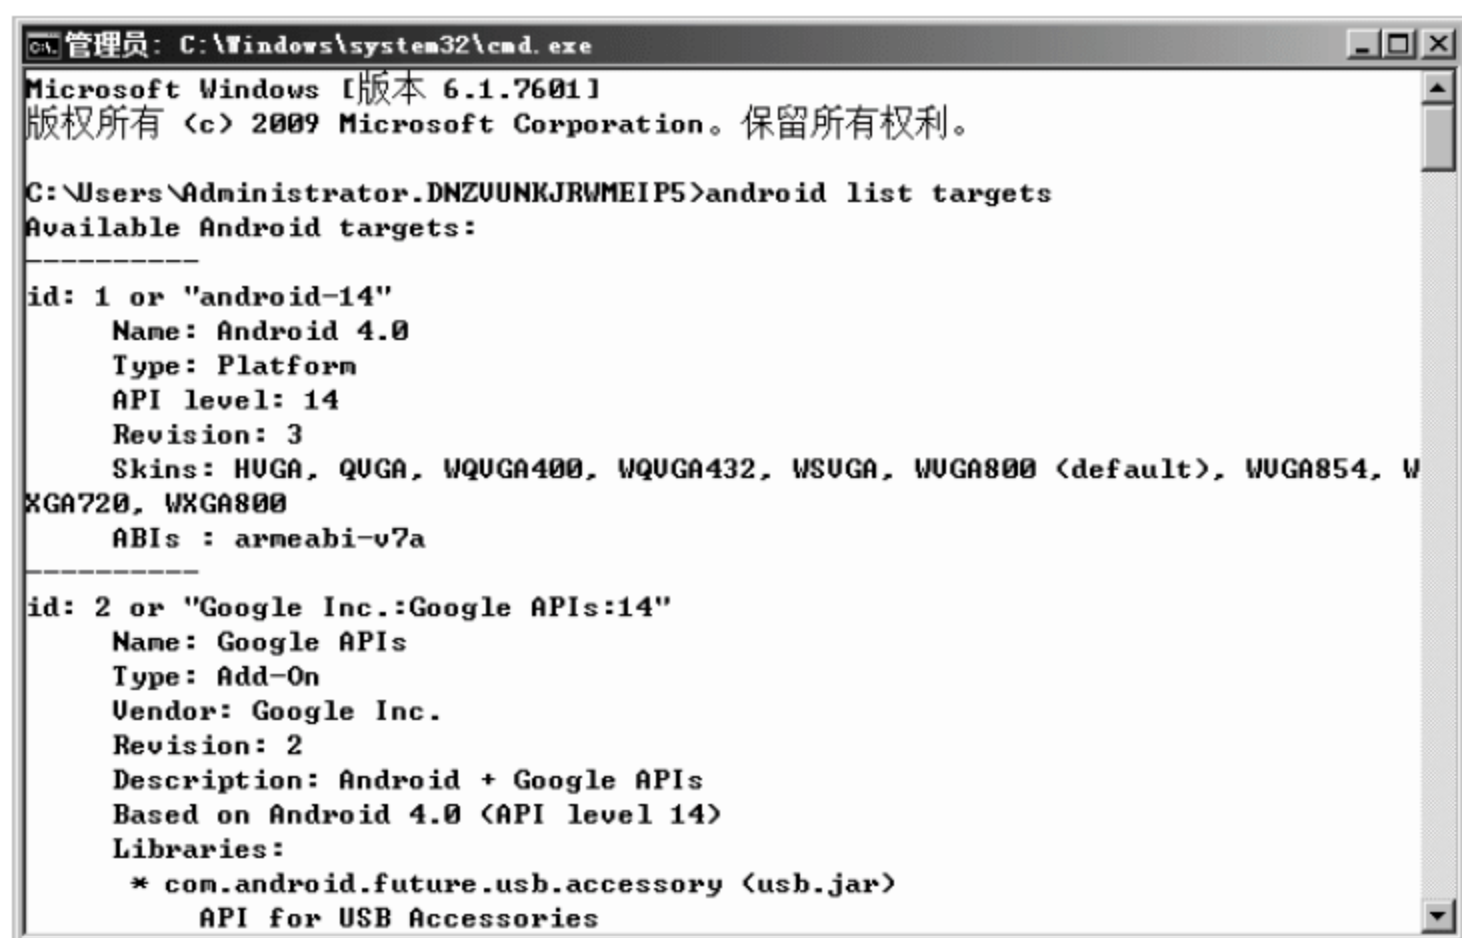 管理员: C:\Windows\system32\cmd.exe
Microsoft Windows [版本 6.1.7601]
版权所有 (c) 2009 Microsoft Corporation。保留所有权利。
C:\Users\Administrator.DNZVUNKJRWMEIP5>android list targets
Available Android targets:
----------
id: 1 or "android-14"
Name: Android 4.0
Type: Platform
API level: 14
Revision: 3
Skins: HVGA, QVGA, WQVGA400, WQVGA432, WSVGA, WVGA800 (default), WVGA854, W
XGA720, WXGA800
ABIs : armeabi-v7a
----------
id: 2 or "Google Inc.:Google APIs:14"
Name: Google APIs
Type: Add-On
Vendor: Google Inc.
Revision: 2
Description: Android + Google APIs
Based on Android 4.0 (API level 14)
Libraries:
* com.android.future.usb.accessory (usb.jar)
API for USB Accessories